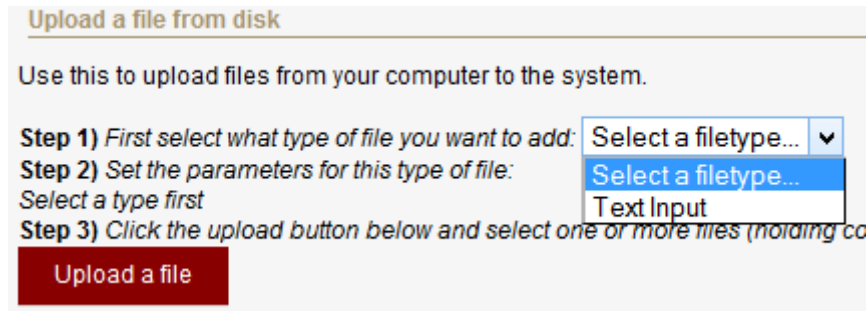 Upload a file from disk
Use this to upload files from your computer to the system.
Step 1) First select what type of file you want to add: Select a filetype...
Select a filetype...
Text Input
Step 2) Set the parameters for this type of file:
Select a type first
Step 3) Click the upload button below and select one or more files (holding co
Upload a file